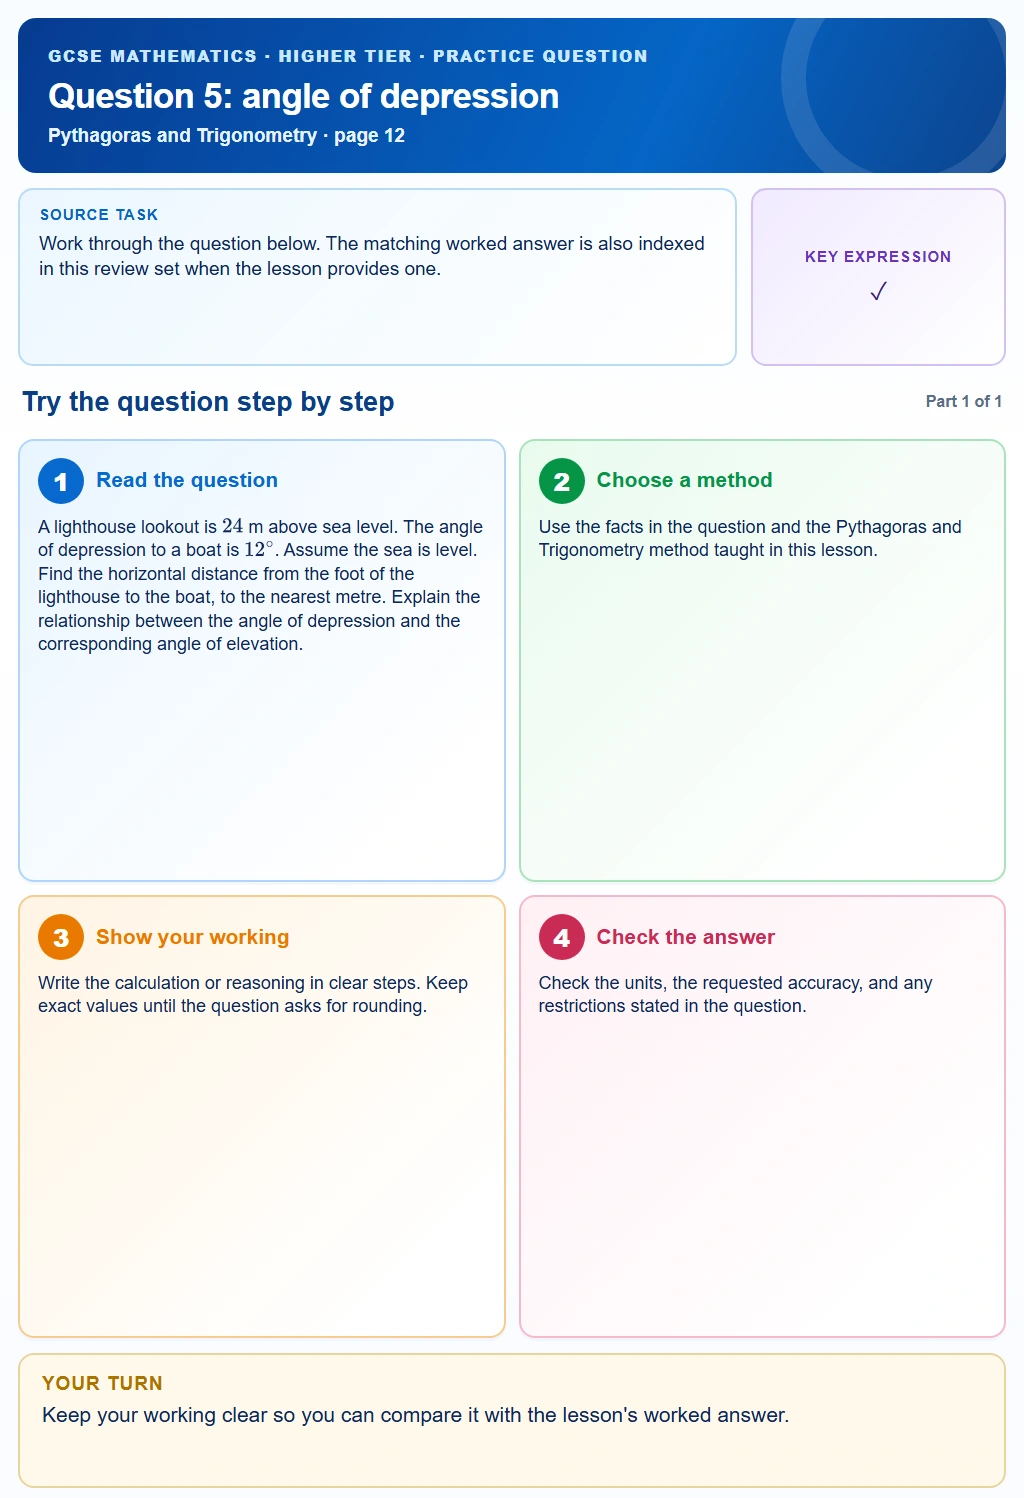 GCSE MATHEMATICS · HIGHER TIER · PRACTICE QUESTION
Question 5: angle of depression
Pythagoras and Trigonometry · page 12
SOURCE TASK
Work through the question below. The matching worked answer is also indexed
in this review set when the lesson provides one.
KEY EXPRESSION
✓
Try the question step by step
Part 1 of 1
1 Read the question
A lighthouse lookout is 24 m above sea level. The angle
of depression to a boat is 12°. Assume the sea is level.
Find the horizontal distance from the foot of the
lighthouse to the boat, to the nearest metre. Explain the
relationship between the angle of depression and the
corresponding angle of elevation.
2 Choose a method
Use the facts in the question and the Pythagoras and
Trigonometry method taught in this lesson.
3 Show your working
Write the calculation or reasoning in clear steps. Keep
exact values until the question asks for rounding.
4 Check the answer
Check the units, the requested accuracy, and any
restrictions stated in the question.
YOUR TURN
Keep your working clear so you can compare it with the lesson's worked answer.